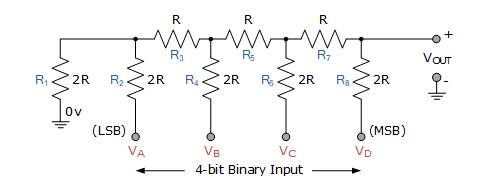 R R R
R3 R5 R7
+
VOUT
-
R1 2R R2 2R R4 2R R6 2R R8 2R
0v
(LSB) (MSB)
VA VB VC VD
4-bit Binary Input